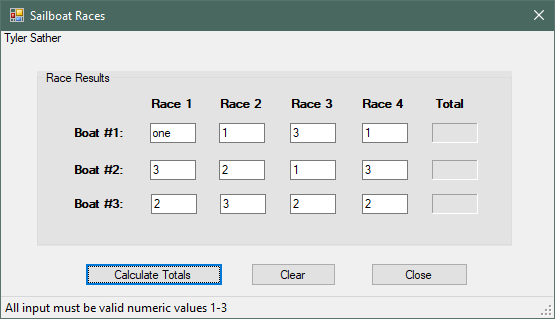 Sailboat Races
Tyler Sather
Race Results
Race 1 Race 2 Race 3 Race 4 Total
Boat #1: one 1 3 1
Boat #2: 3 2 1 3
Boat #3: 2 3 2 2
Calculate Totals Clear Close
All input must be valid numeric values 1-3